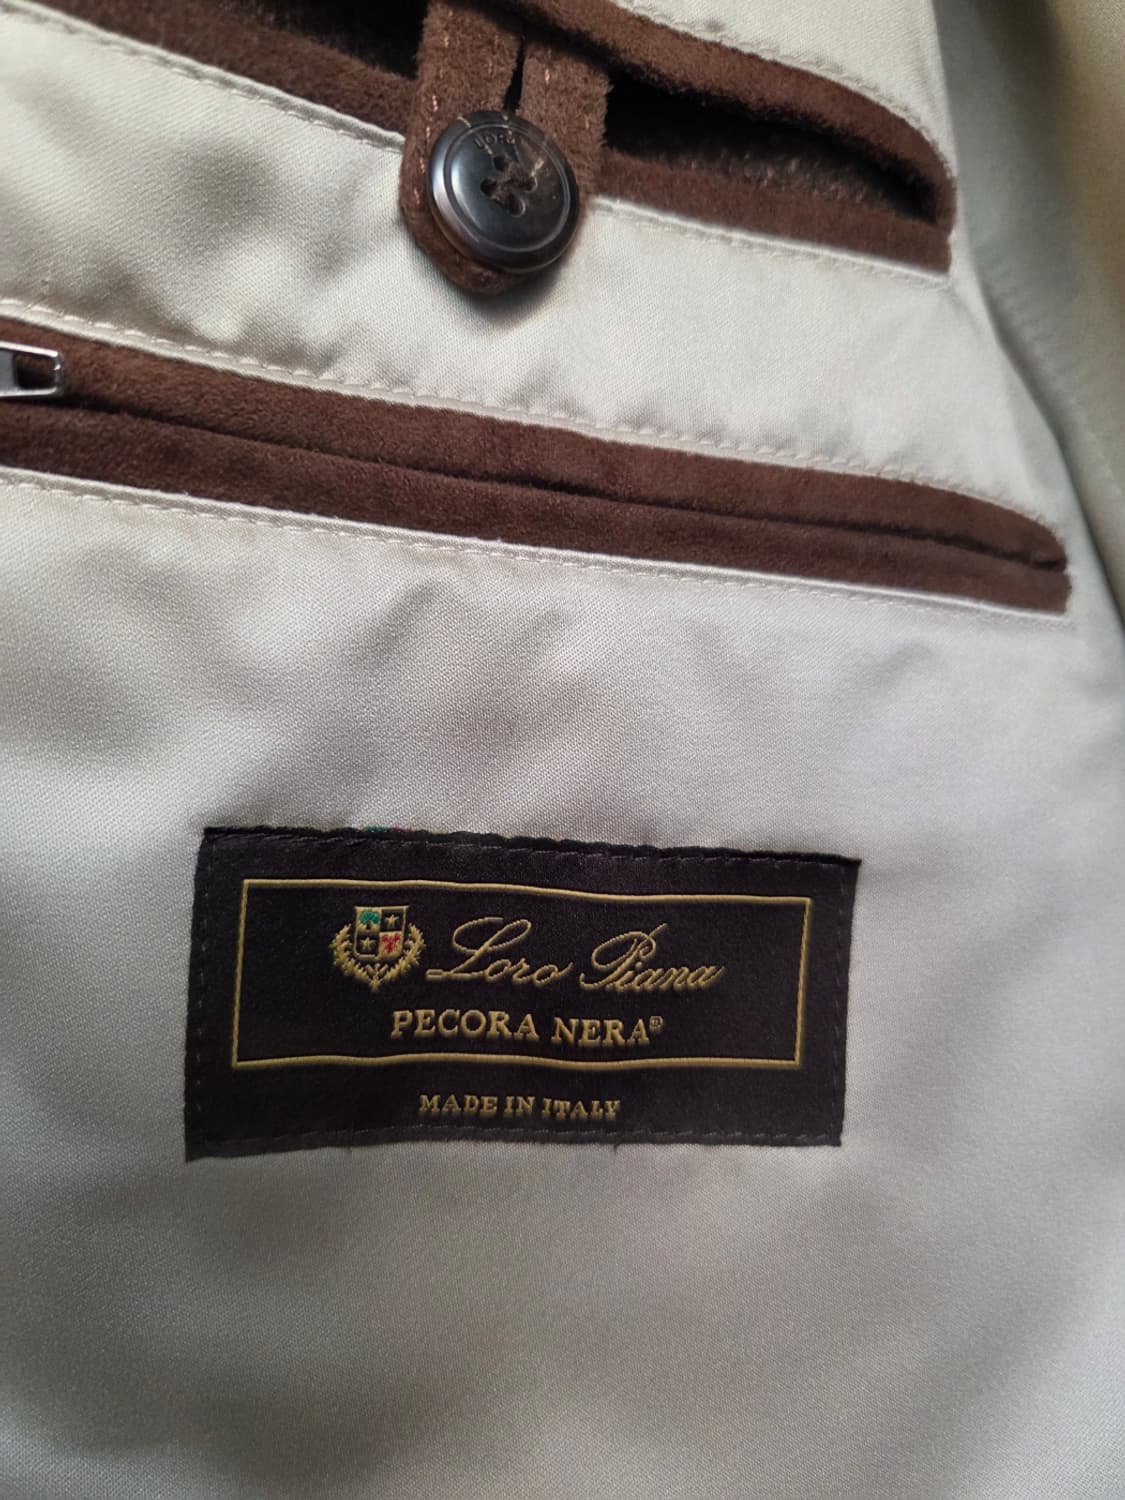 Loro Piana
PECORA NERA®
MADE IN ITALY